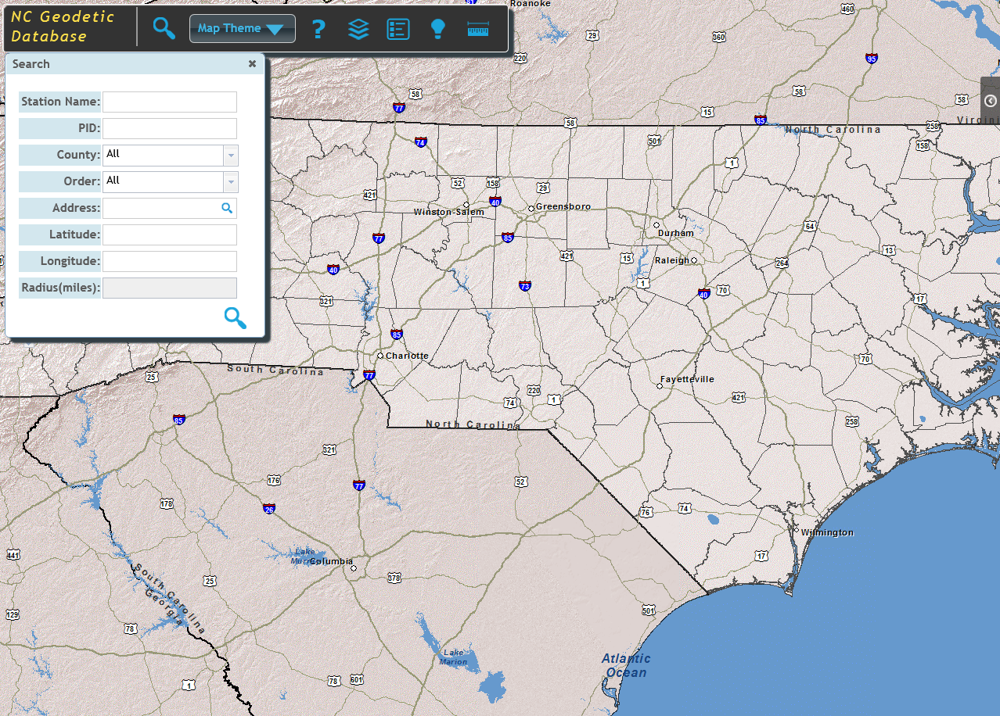 NC Geodetic
Database
Map Theme
?
Search
×
Station Name:
PID:
County: All
Order: All
Address:
Latitude:
Longitude:
Radius(miles):
Roanoke
81
460
29
360
220
95
58
58
58
77
15
85
58
258
North Carolina
Virgini
74
501
158
1
421
52
158
29
40
Winston-Salem
Greensboro
77
85
Durham
64
13
421
15
Raleigh
264
40
1
73
40
70
321
17
85
Charlotte
70
South Carolina
77
25
Fayetteville
220
74
1
421
85
North Carolina
258
321
176
52
77
178
26
76
74
Wilmington
441
Lake
Murray
Columbia
17
25
378
South Carolina
Georgia
129
501
78
Lake
Marion
Atlantic
Ocean
78
601
1